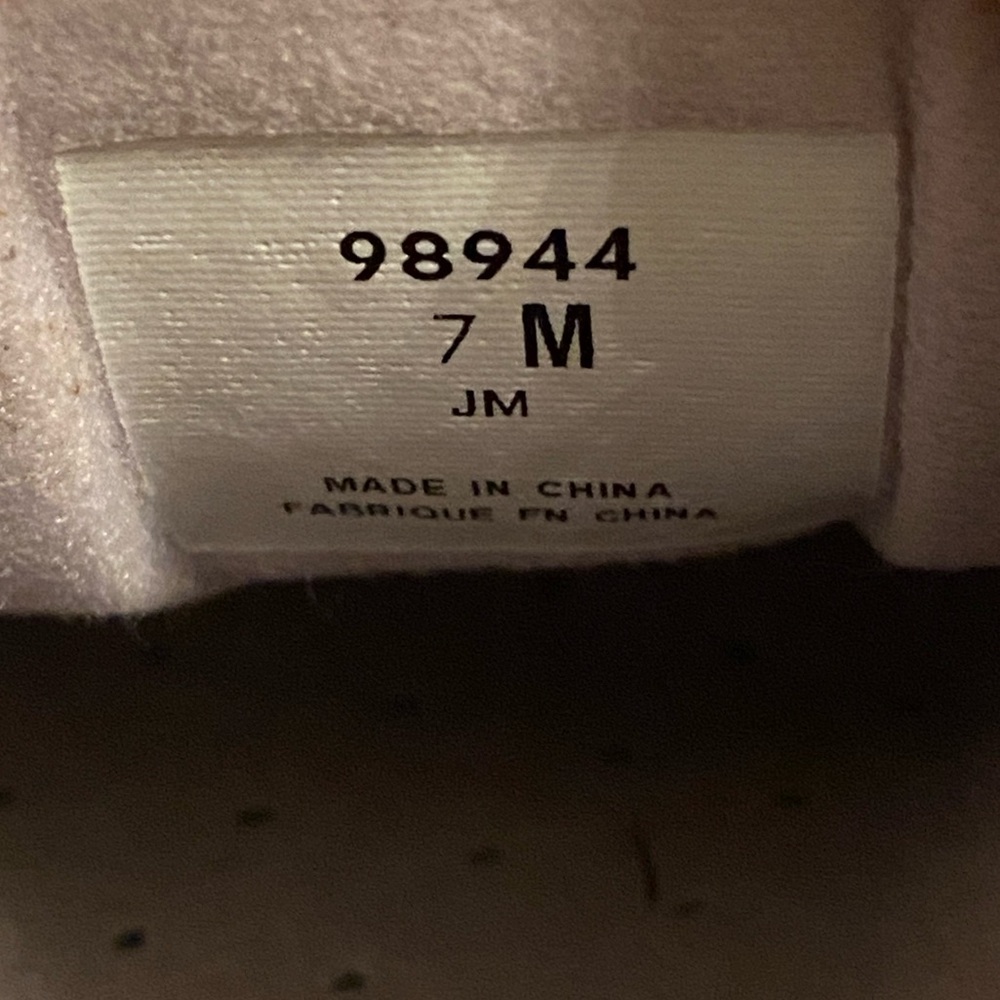 98944
7 M
JM
MADE IN CHINA
FABRIQUE EN CHINA